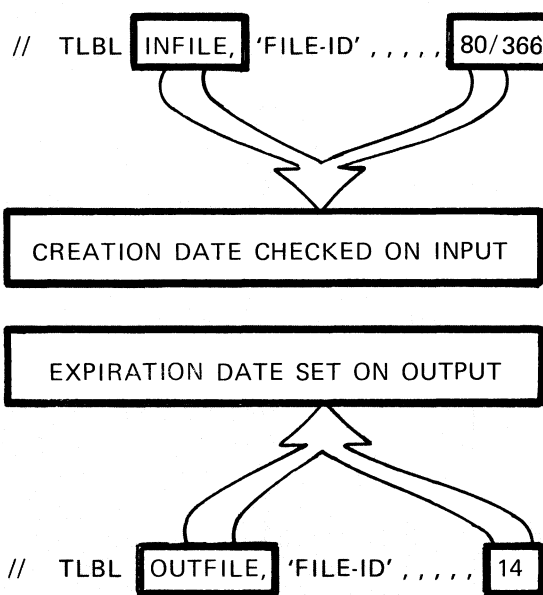 // TLBL INFILE, 'FILE-ID' , , , , , 80/366
CREATION DATE CHECKED ON INPUT
EXPIRATION DATE SET ON OUTPUT
// TLBL OUTFILE, 'FILE-ID' , , , , , 14